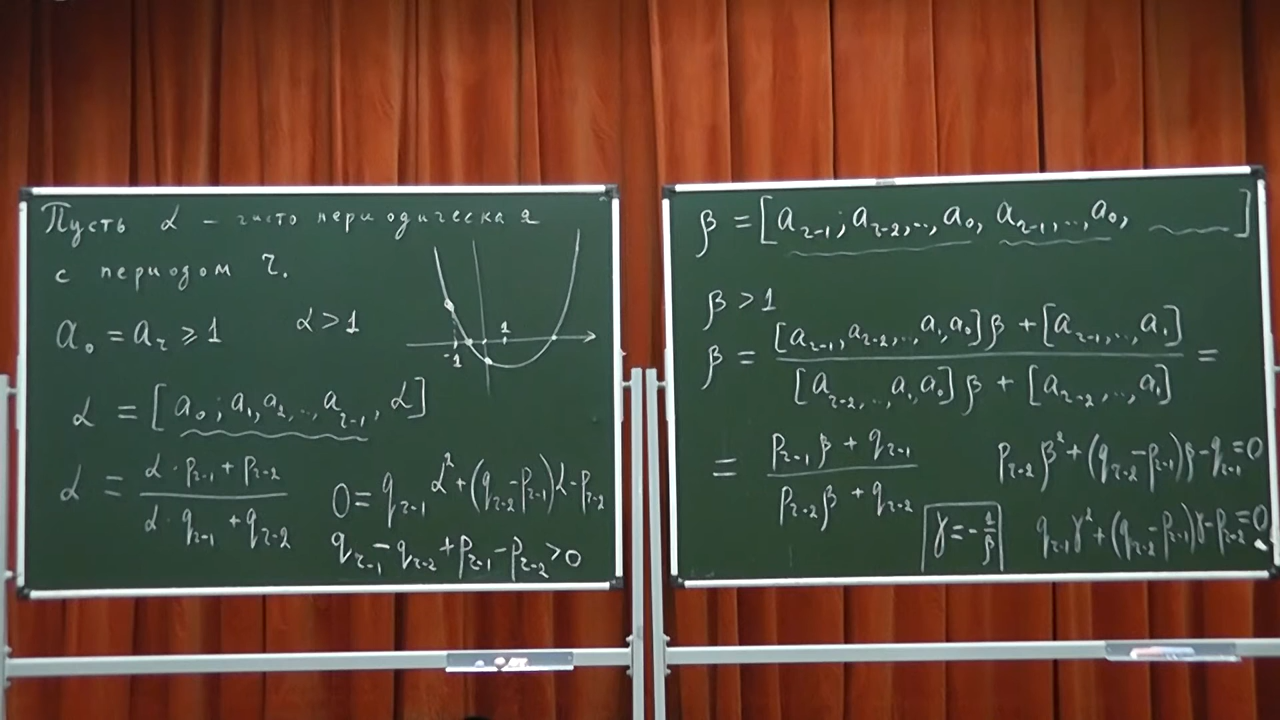 Пусть α – чисто периодическая
с периодом τ.
a₀ = a_τ ⩾ 1 α > 1
1
-1
α = [a₀; a₁, a₂, ..., a_{τ-1}, α]
α = (α · p_{τ-1} + p_{τ-2}) / (α · q_{τ-1} + q_{τ-2})
0 = q_{τ-1} α² + (q_{τ-2} - p_{τ-1})α - p_{τ-2}
q_{τ-1} - q_{τ-2} + p_{τ-1} - p_{τ-2} > 0
β = [a_{τ-1}; a_{τ-2}, ..., a₀, a_{τ-1}, ..., a₀, ]
β > 1
β = ([a_{τ-1}, a_{τ-2}, ..., a₁, a₀]β + [a_{τ-1}, ..., a₁]) / ([a_{τ-2}, ..., a₁, a₀]β + [a_{τ-2}, ..., a₁]) =
= (p_{τ-1} β + q_{τ-1}) / (p_{τ-2} β + q_{τ-2})
p_{τ-2} β² + (q_{τ-2} - p_{τ-1})β - q_{τ-1} = 0
γ = -1/β
q_{τ-1} γ² + (q_{τ-2} - p_{τ-1})γ - p_{τ-2} = 0